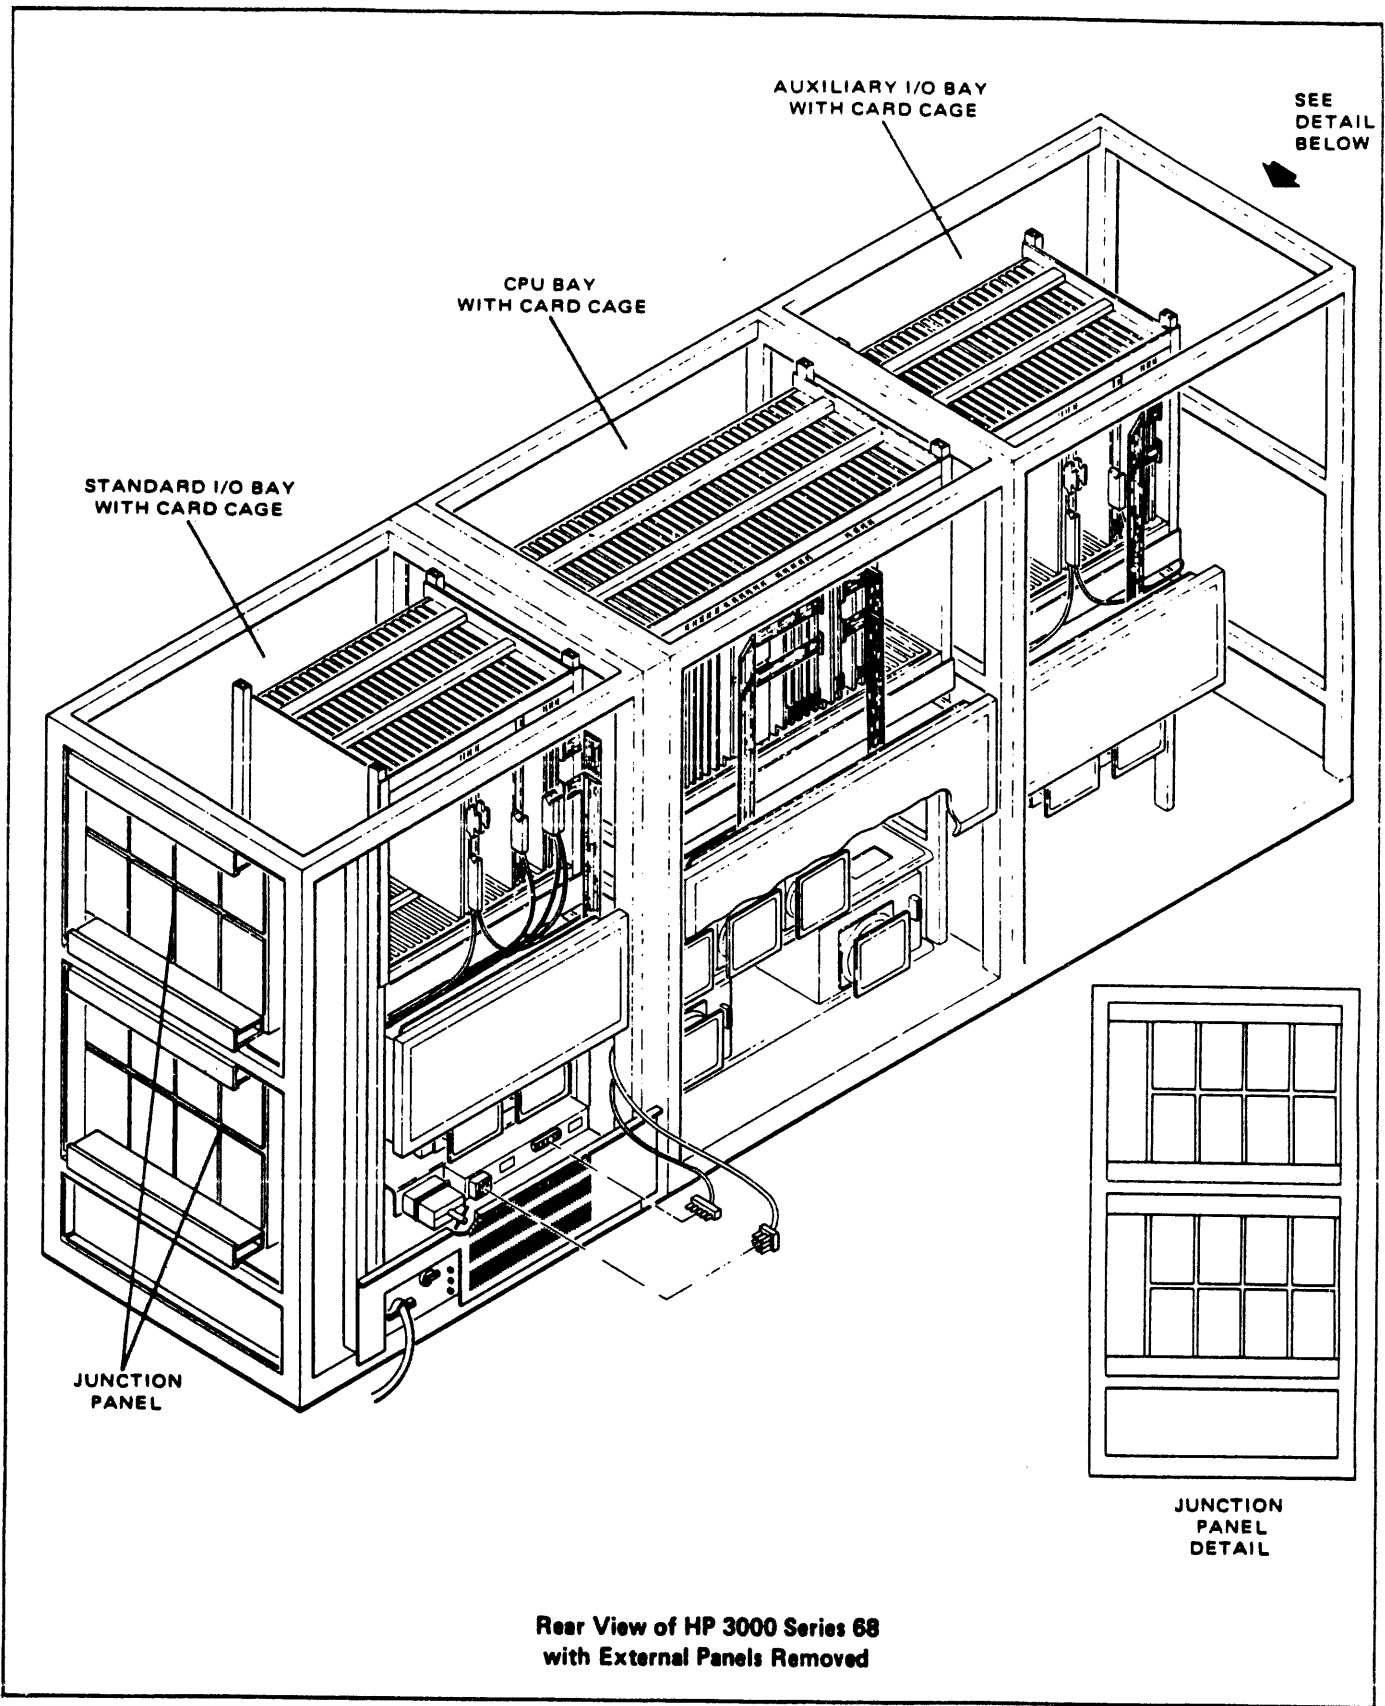 AUXILIARY I/O BAY
WITH CARD CAGE
SEE
DETAIL
BELOW
CPU BAY
WITH CARD CAGE
STANDARD I/O BAY
WITH CARD CAGE
JUNCTION
PANEL
JUNCTION
PANEL
DETAIL
Rear View of HP 3000 Series 68
with External Panels Removed